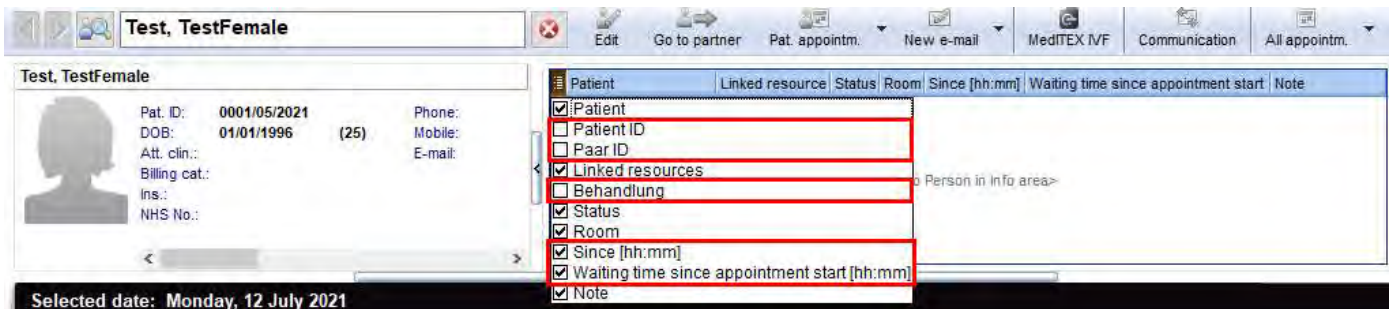 Test, TestFemale
Edit
Go to partner
Pat. appointm.
New e-mail
MedITEX IVF
Communication
All appointm.
Test, TestFemale
Pat. ID: 0001/05/2021 Phone:
DOB: 01/01/1996 (25) Mobile:
Att. clin.: E-mail:
Billing cat.:
Ins.:
NHS No.:
Patient Linked resource Status Room Since [hh:mm] Waiting time since appointment start Note
Patient
Patient ID
Paar ID
Linked resources
Behandlung
Status
Room
Since [hh:mm]
Waiting time since appointment start [hh:mm]
Note
Person in info area>
Selected date: Monday, 12 July 2021